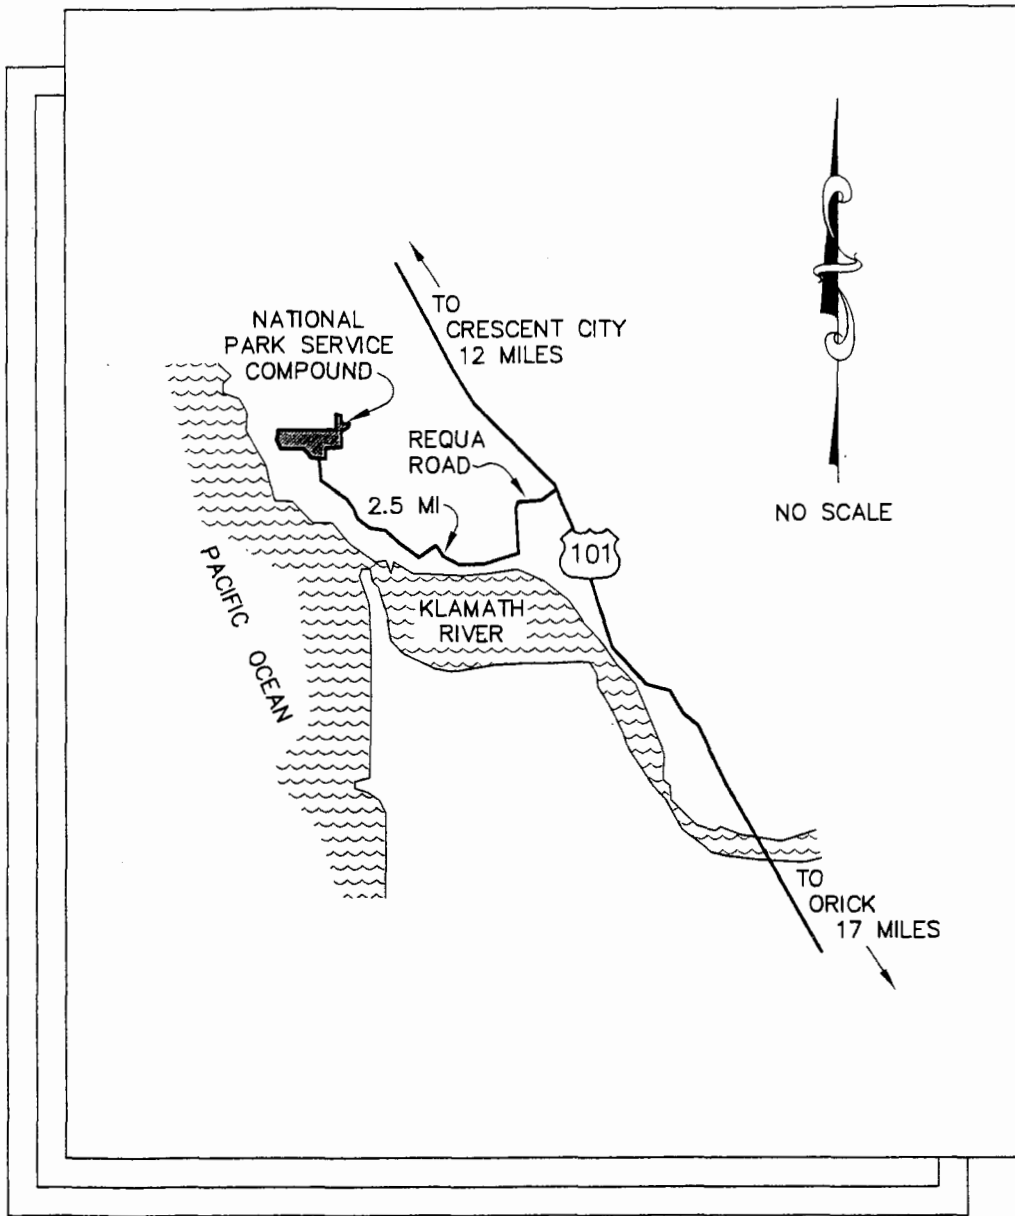 TO
CRESCENT CITY
12 MILES
NATIONAL
PARK SERVICE
COMPOUND
REQUA
ROAD
2.5 MI
NO SCALE
101
PACIFIC OCEAN
KLAMATH
RIVER
TO
ORICK
17 MILES